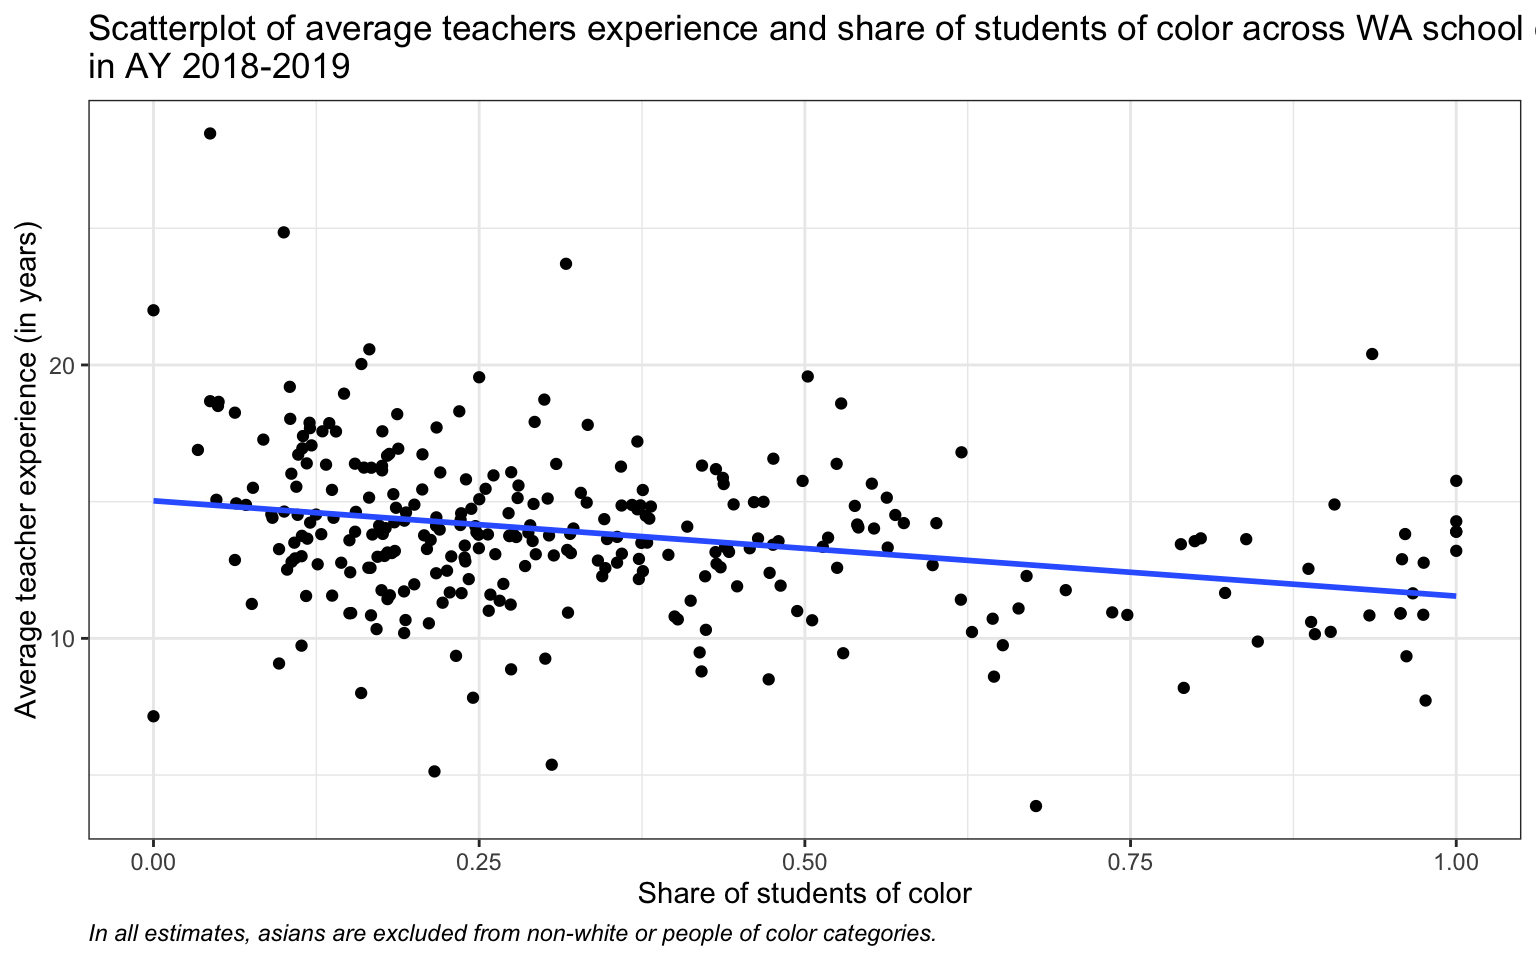 Scatterplot of average teachers experience and share of students of color across WA school
in AY 2018-2019
Average teacher experience (in years)
20
10
0.00 0.25 0.50 0.75 1.00
Share of students of color
In all estimates, asians are excluded from non-white or people of color categories.